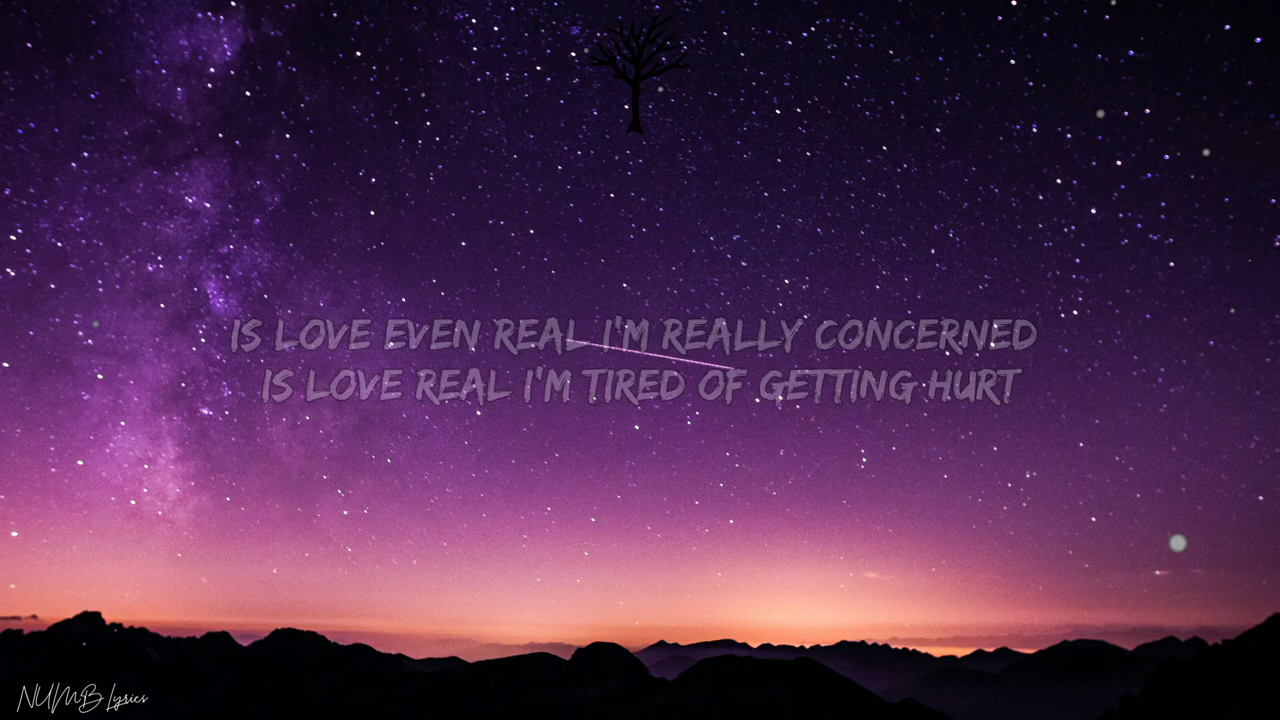 IS LOVE EVEN REAL I'M REALLY CONCERNED
IS LOVE REAL I'M TIRED OF GETTING HURT
NUMB Lyrics